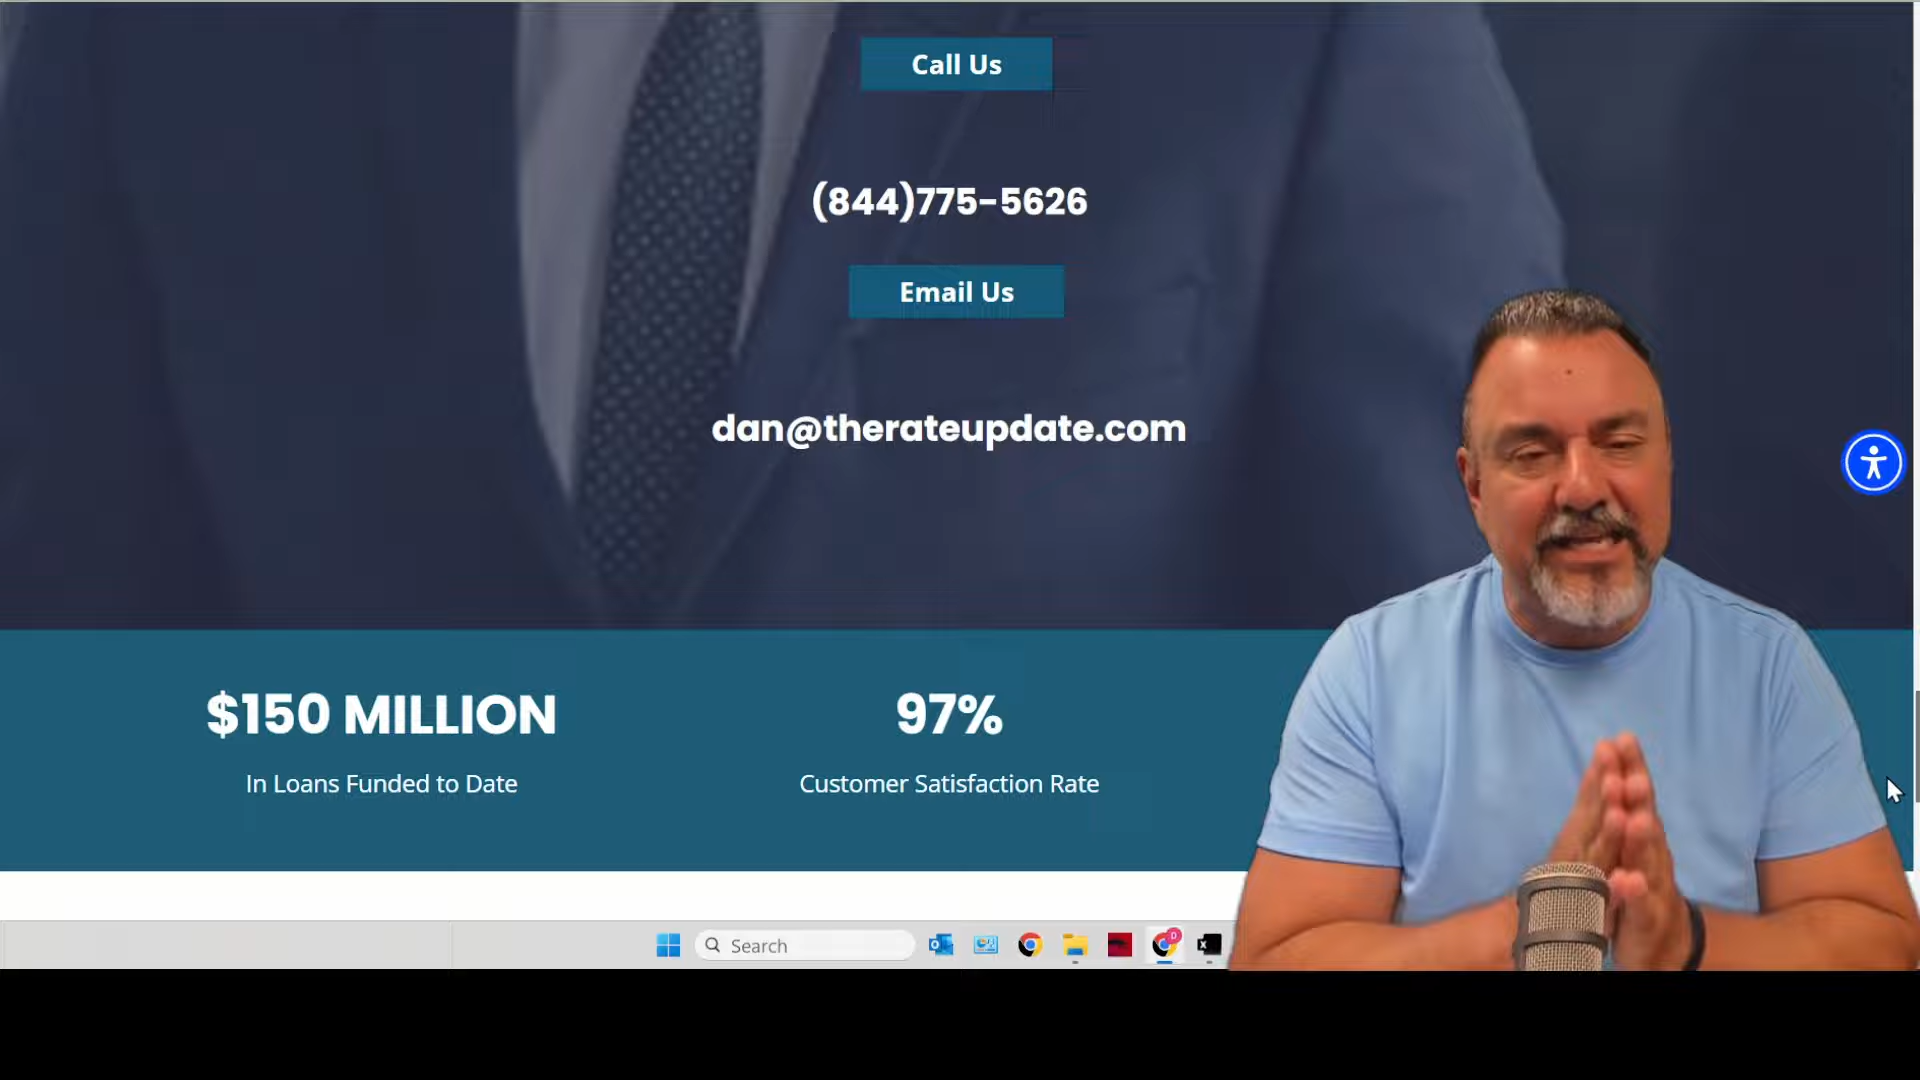 Call Us
(844)775-5626
Email Us
dan@therateupdate.com
$150 MILLION
97%
In Loans Funded to Date
Customer Satisfaction Rate
Search